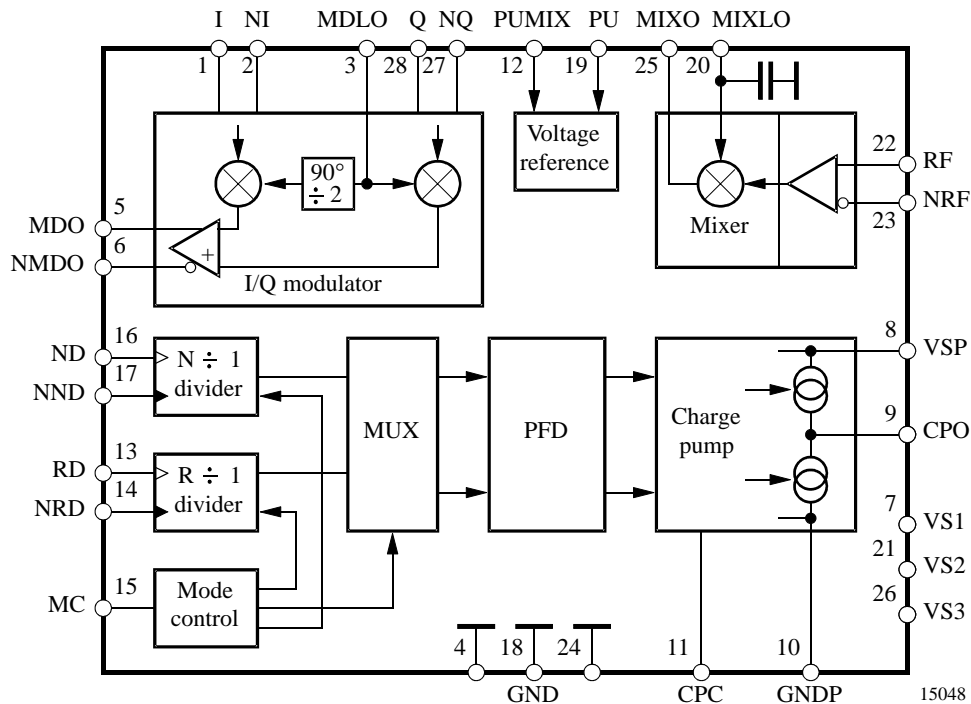 I NI MDLO Q NQ PUMIX PU MIXO MIXLO
1 2 3 28 27 12 19 25 20
Voltage
reference
90°
÷ 2
22
RF
NRF
23
Mixer
5
MDO
6
NMDO
+
I/Q modulator
16
ND
17
NND
N ÷ 1
divider
MUX
PFD
Charge
pump
8
VSP
9
CPO
13
RD
14
NRD
R ÷ 1
divider
7
VS1
21
VS2
26
VS3
15
MC
Mode
control
4 18 24 11 10
GND CPC GNDP
15048